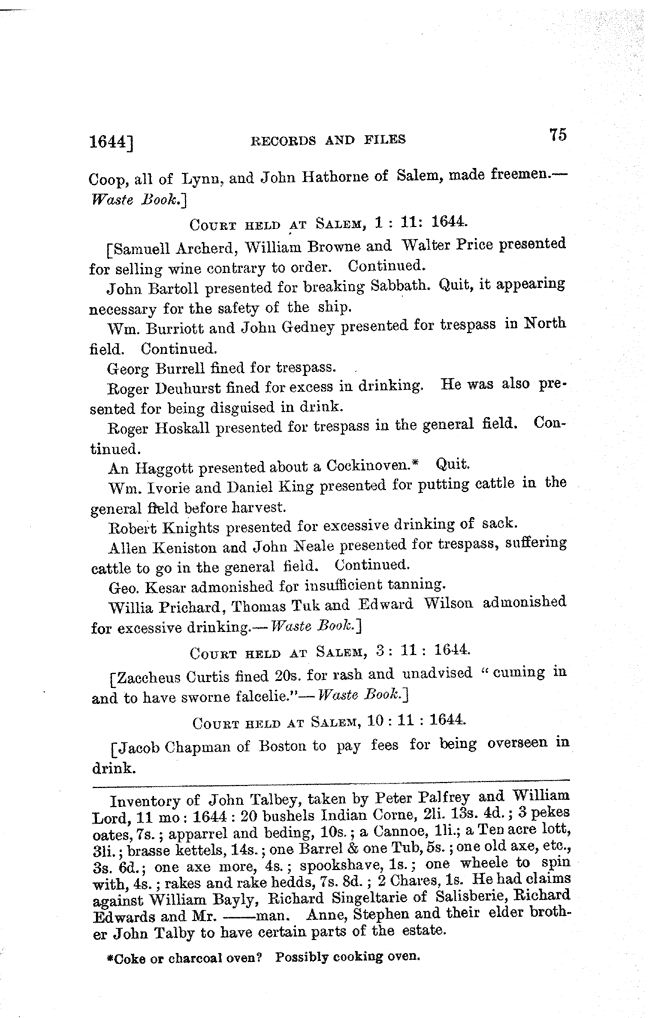 1644] RECORDS AND FILES 75
Coop, all of Lynn, and John Hathorne of Salem, made freemen.—
Waste Book.]
COURT HELD AT SALEM, 1 : 11: 1644.
[Samuell Archerd, William Browne and Walter Price presented
for selling wine contrary to order. Continued.
John Bartoll presented for breaking Sabbath. Quit, it appearing
necessary for the safety of the ship.
Wm. Burriott and John Gedney presented for trespass in North
field. Continued.
Georg Burrell fined for trespass.
Roger Deuhurst fined for excess in drinking. He was also pre-
sented for being disguised in drink.
Roger Hoskall presented for trespass in the general field. Con-
tinued.
An Haggott presented about a Cockinoven.* Quit.
Wm. Ivorie and Daniel King presented for putting cattle in the
general field before harvest.
Robert Knights presented for excessive drinking of sack.
Allen Keniston and John Neale presented for trespass, suffering
cattle to go in the general field. Continued.
Geo. Kesar admonished for insufficient tanning.
Willia Prichard, Thomas Tuk and Edward Wilson admonished
for excessive drinking.—Waste Book.]
COURT HELD AT SALEM, 3 : 11 : 1644.
[Zaccheus Curtis fined 20s. for rash and unadvised " cuming in
and to have sworne falcelie."—Waste Book.]
COURT HELD AT SALEM, 10 : 11 : 1644.
[Jacob Chapman of Boston to pay fees for being overseen in
drink.
Inventory of John Talbey, taken by Peter Palfrey and William
Lord, 11 mo : 1644 : 20 bushels Indian Corne, 2li. 13s. 4d. ; 3 pekes
oates, 7s. ; apparrel and beding, 10s. ; a Cannoe, 1li.; a Ten acre lott,
3li. ; brasse kettels, 14s. ; one Barrel & one Tub, 5s. ; one old axe, etc.,
3s. 6d. ; one axe more, 4s. ; spookshave, 1s. ; one wheele to spin
with, 4s. ; rakes and rake hedds, 7s. 8d. ; 2 Chares, 1s. He had claims
against William Bayly, Richard Singeltarie of Salisberie, Richard
Edwards and Mr. ——man. Anne, Stephen and their elder broth-
er John Talby to have certain parts of the estate.
*Coke or charcoal oven? Possibly cooking oven.